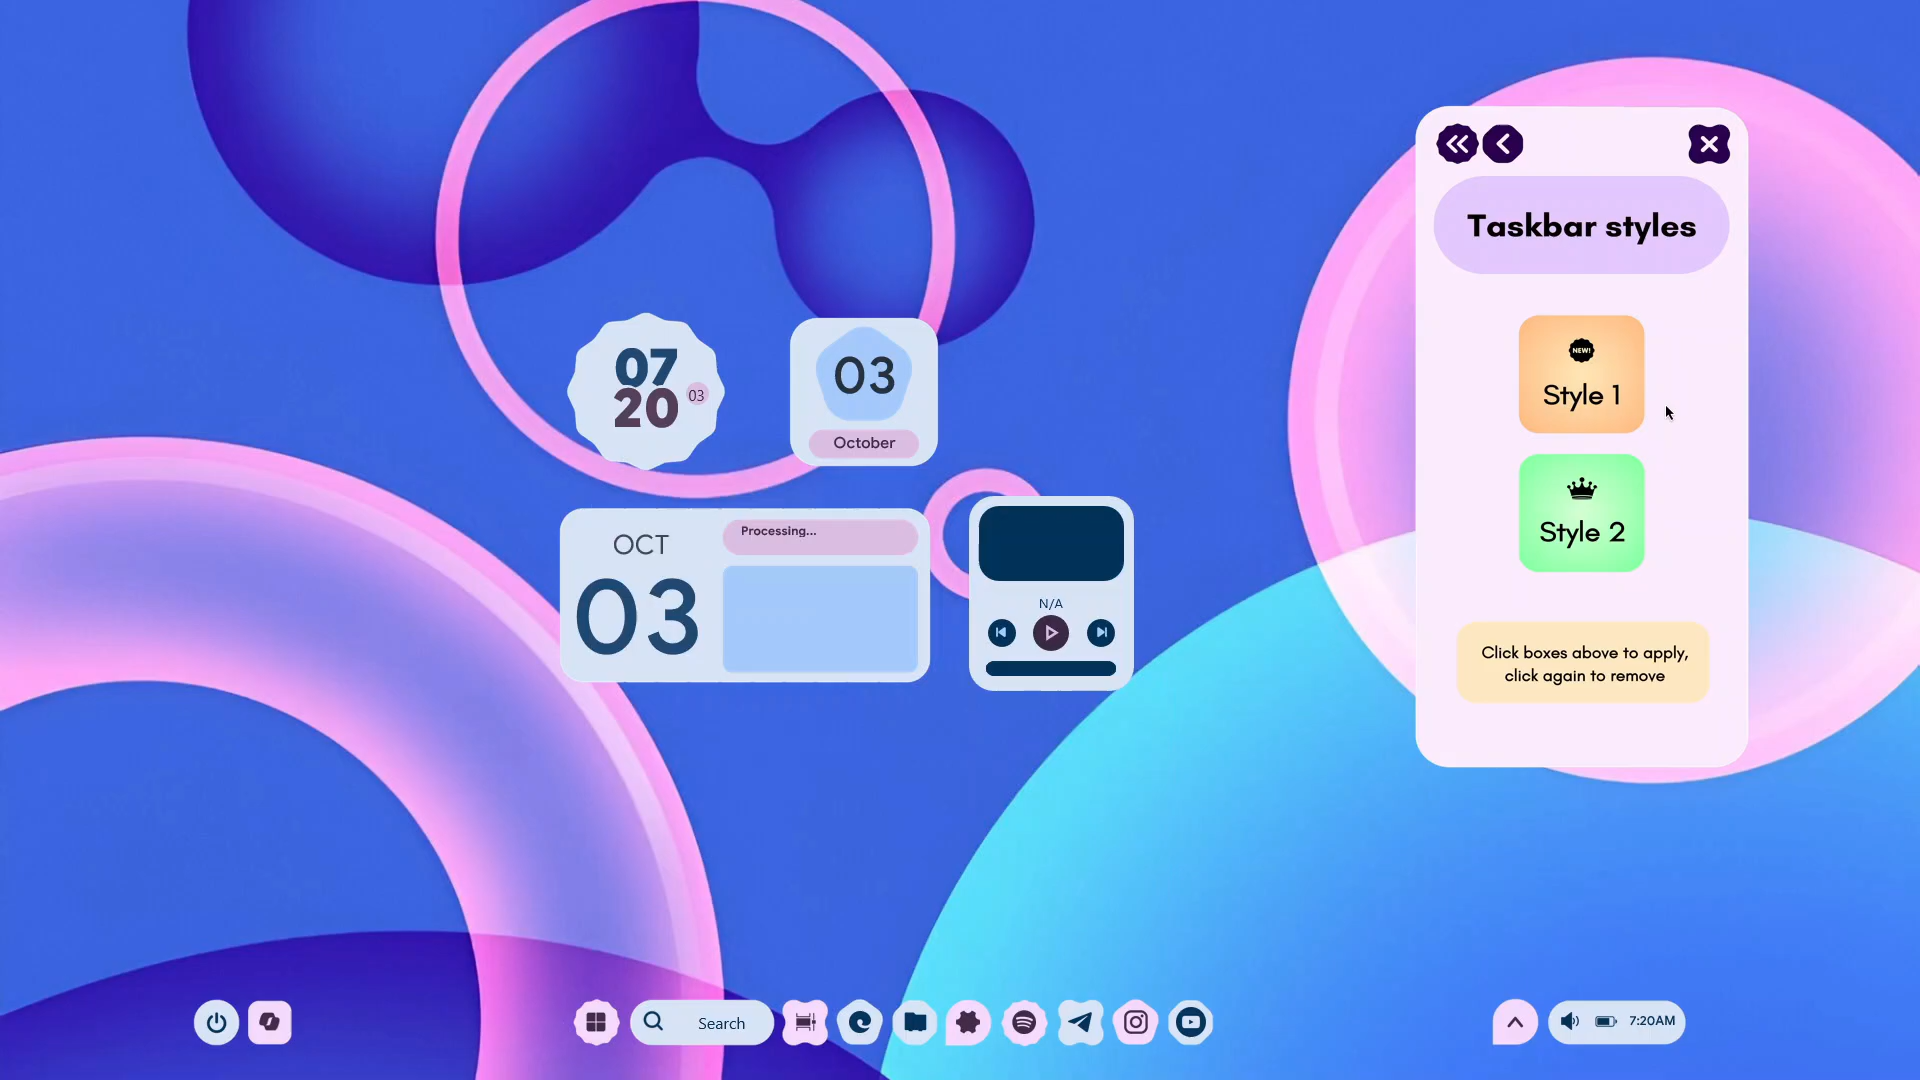 Taskbar styles
NEW!
Style 1
Style 2
Click boxes above to apply,
click again to remove
07
20
03
03
October
OCT
03
Processing...
N/A
Search
7:20AM